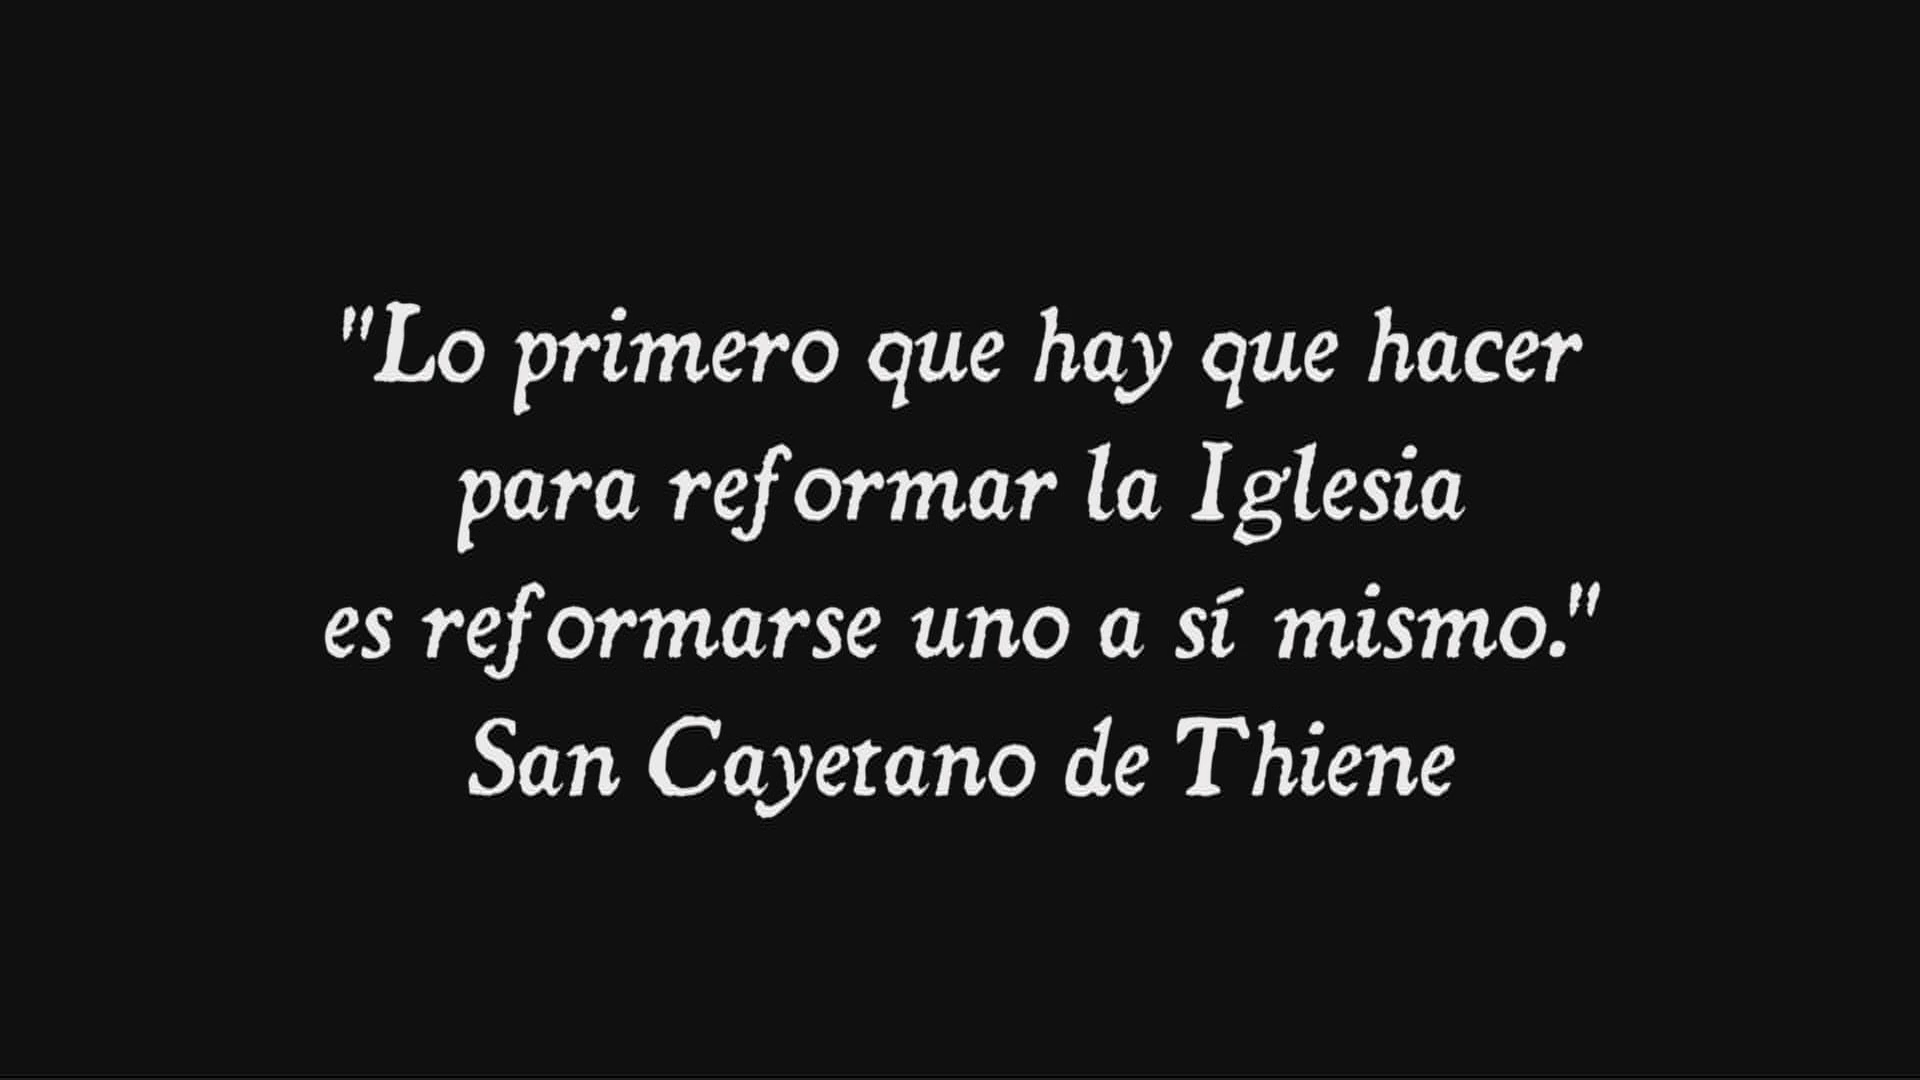 "Lo primero que hay que hacer
para reformar la Iglesia
es reformarse uno a sí mismo."
San Cayetano de Thiene